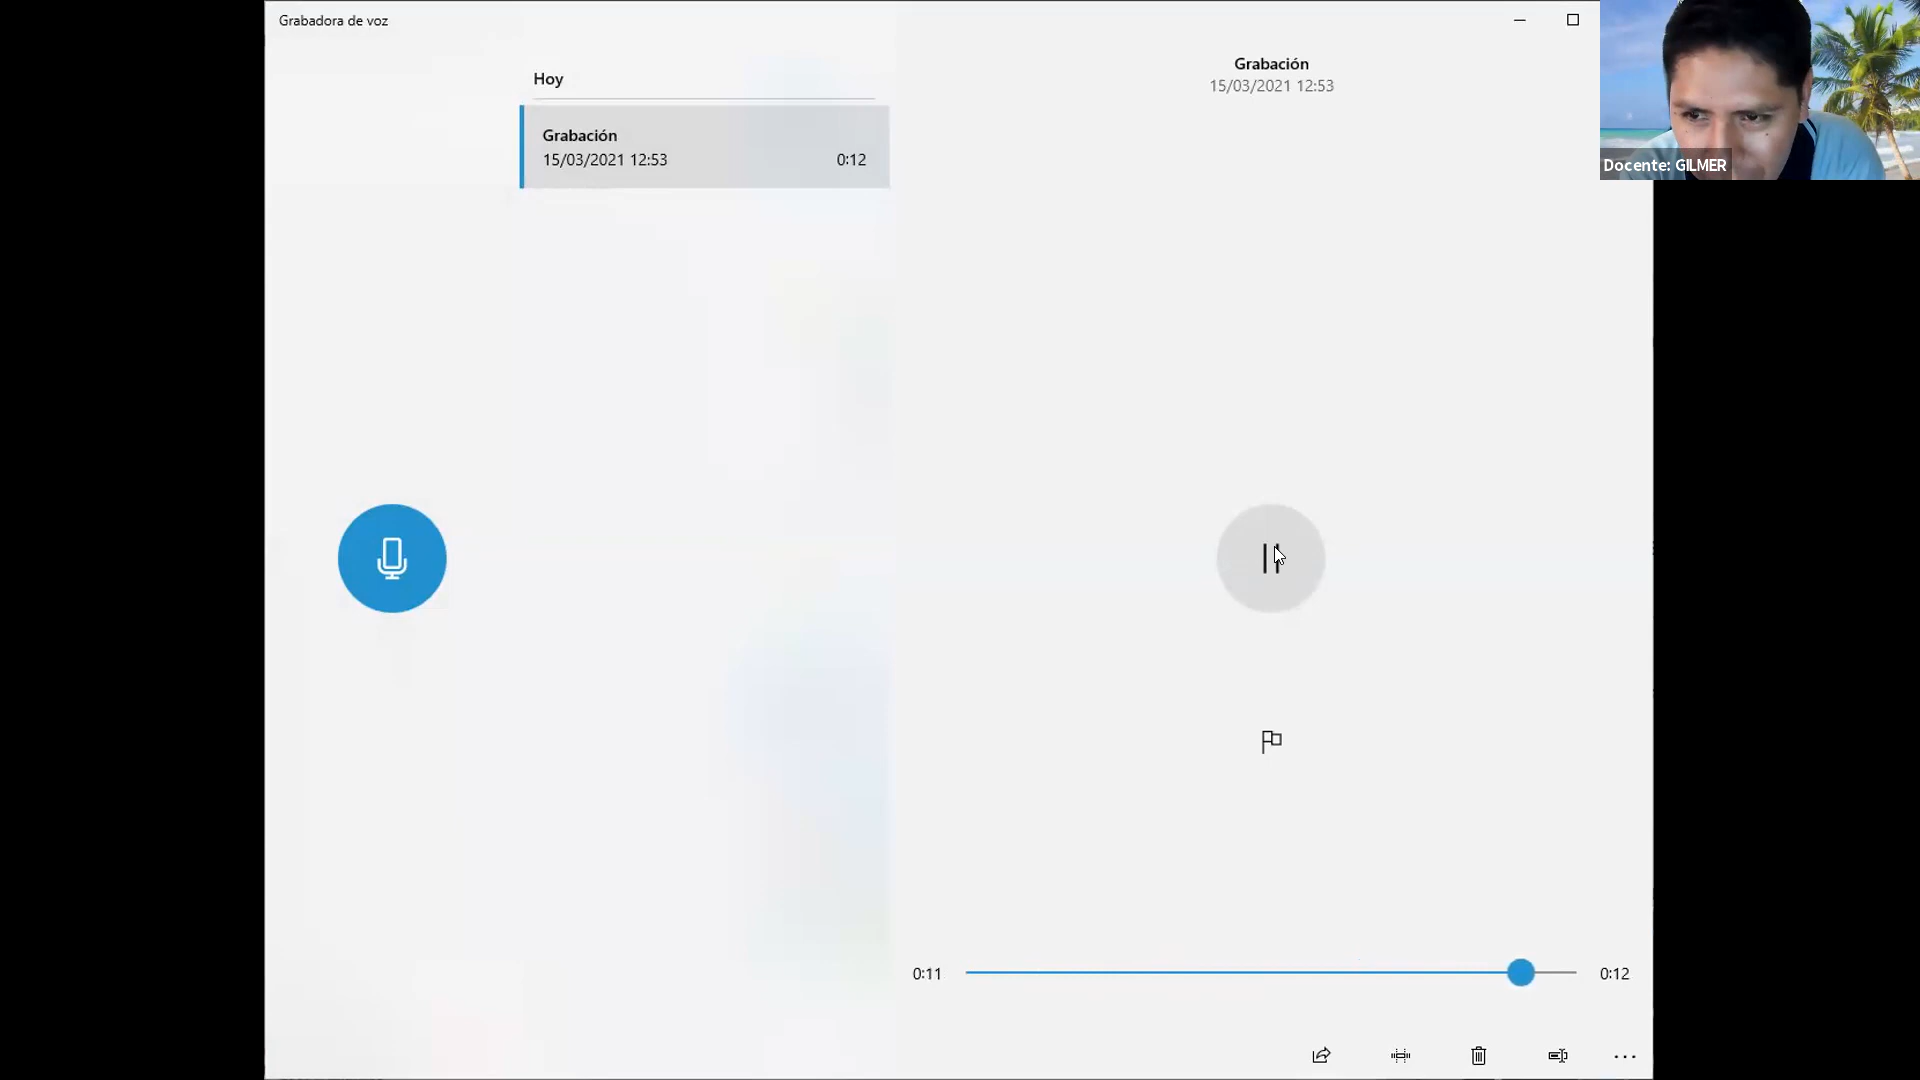 Grabadora de voz
Hoy
Grabación
15/03/2021 12:53
0:12
Grabación
15/03/2021 12:53
Docente: GILMER
0:11
0:12